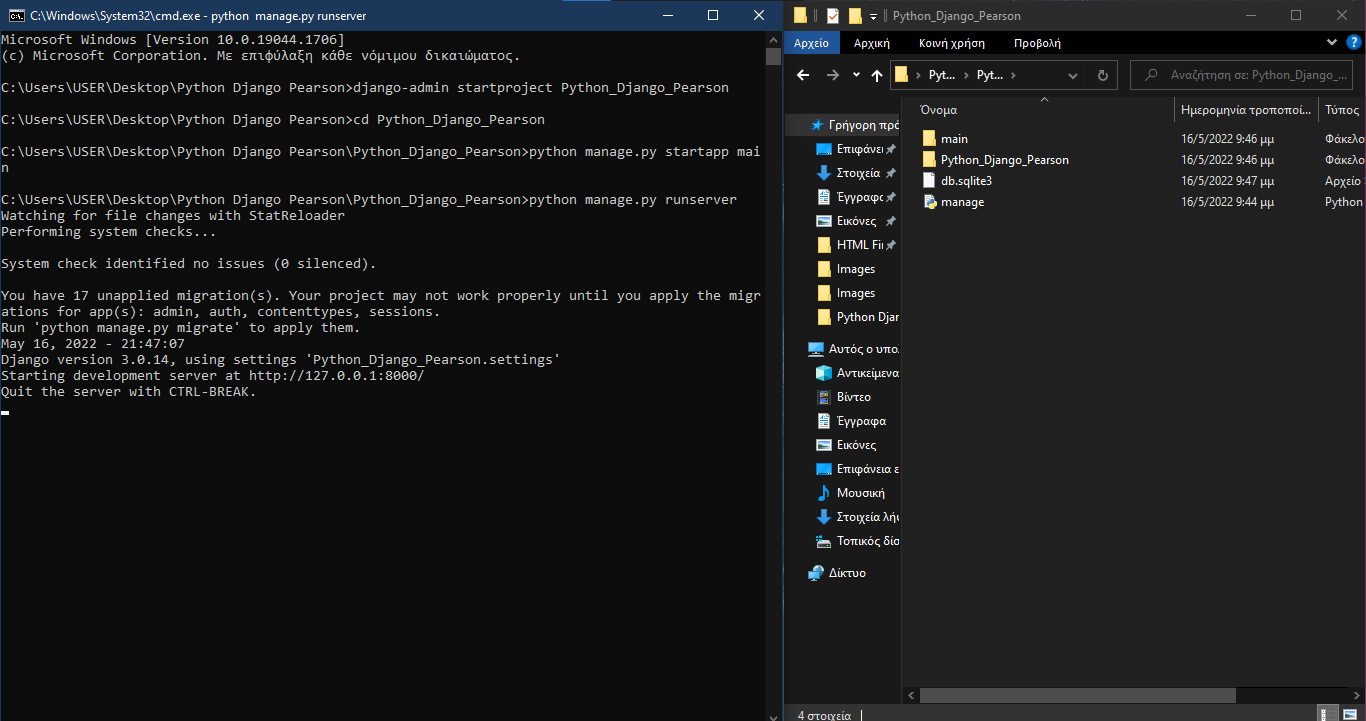 C:\Windows\System32\cmd.exe - python  manage.py runserver
Microsoft Windows [Version 10.0.19044.1706]
(c) Microsoft Corporation. Με επιφύλαξη κάθε νόμιμου δικαιώματος.
C:\Users\USER\Desktop\Python Django Pearson>django-admin startproject Python_Django_Pearson
C:\Users\USER\Desktop\Python Django Pearson>cd Python_Django_Pearson
C:\Users\USER\Desktop\Python Django Pearson\Python_Django_Pearson>python manage.py startapp mai
n
C:\Users\USER\Desktop\Python Django Pearson\Python_Django_Pearson>python manage.py runserver
Watching for file changes with StatReloader
Performing system checks...
System check identified no issues (0 silenced).
You have 17 unapplied migration(s). Your project may not work properly until you apply the migr
ations for app(s): admin, auth, contenttypes, sessions.
Run 'python manage.py migrate' to apply them.
May 16, 2022 - 21:47:07
Django version 3.0.14, using settings 'Python_Django_Pearson.settings'
Starting development server at http://127.0.0.1:8000/
Quit the server with CTRL-BREAK.
Python_Django_Pearson
Αρχείο Αρχική Κοινή χρήση Προβολή
Pyt... Pyt... Αναζήτηση σε: Python_Django_...
Γρήγορη πρό
Επιφάνει
Στοιχεία
Έγγραφα
Εικόνες
HTML Fi
Images
Images
Python Djar
Αυτός ο υπολ
Αντικείμενα
Βίντεο
Έγγραφα
Εικόνες
Επιφάνεια ε
Μουσική
Στοιχεία λήψ
Τοπικός δίσ
Δίκτυο
Όνομα Ημερομηνία τροποποί... Τύπος
main 16/5/2022 9:46 μμ Φάκελο
Python_Django_Pearson 16/5/2022 9:46 μμ Φάκελο
db.sqlite3 16/5/2022 9:47 μμ Αρχείο
manage 16/5/2022 9:44 μμ Python
4 στοιχεία